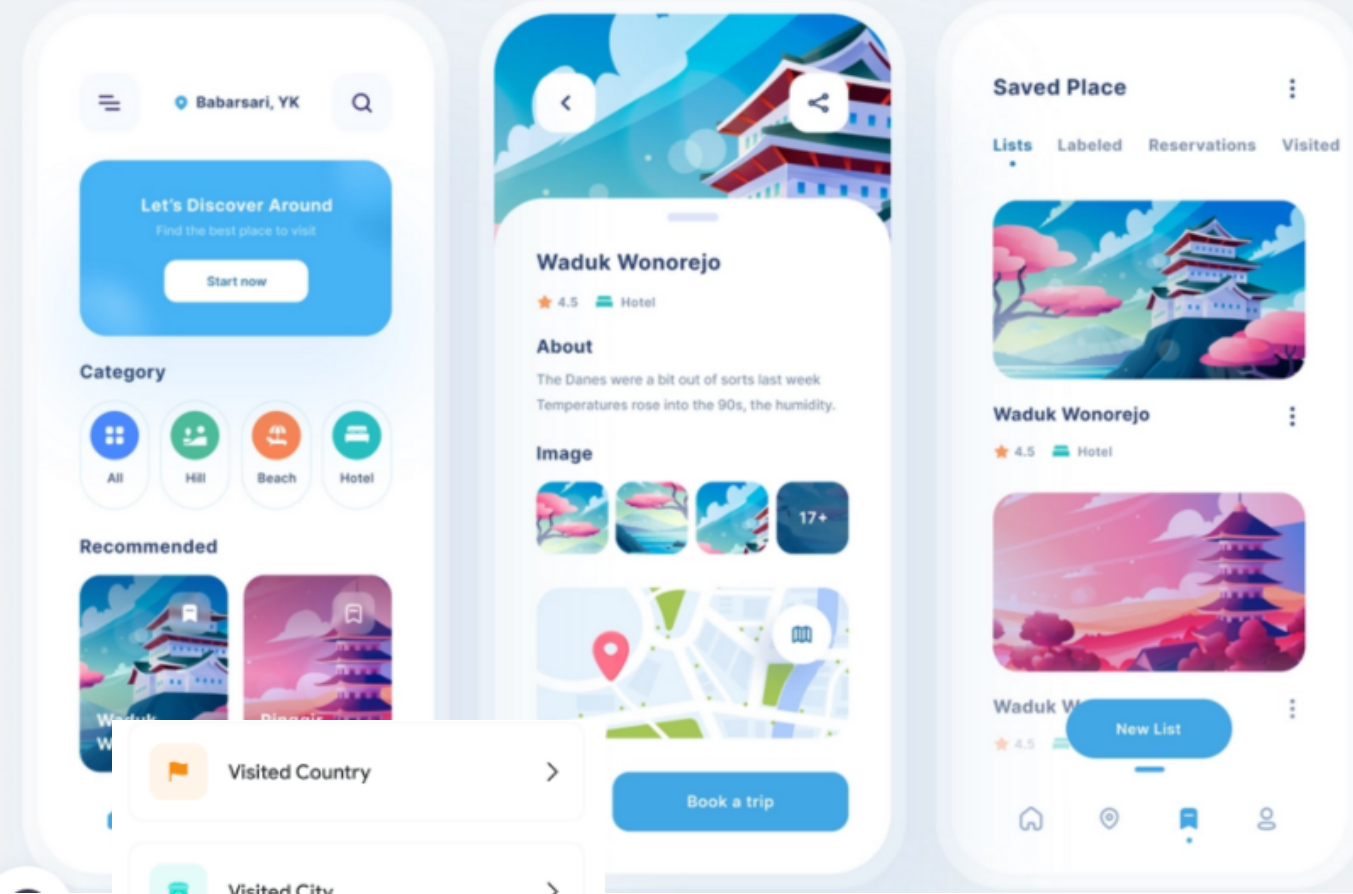 Babarsari, YK
Let's Discover Around
Find the best place to visit
Start now
Category
All
Hill
Beach
Hotel
Recommended
Waduk
W
Visited Country
Visited City
Waduk Wonorejo
4.5
Hotel
About
The Danes were a bit out of sorts last week
Temperatures rose into the 90s, the humidity.
Image
17+
Book a trip
Saved Place
Lists
Labeled
Reservations
Visited
Waduk Wonorejo
4.5
Hotel
Waduk W
4.5
New List